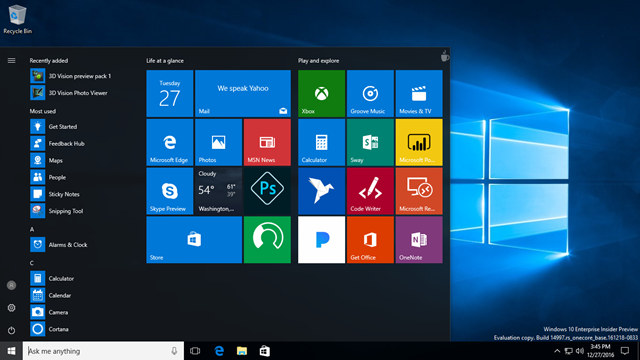 Recycle Bin
Recently added
3D Vision preview pack 1
3D Vision Photo Viewer
Most used
Get Started
Feedback Hub
Maps
People
Sticky Notes
Snipping Tool
A
Alarms & Clock
C
Calculator
Calendar
Camera
Cortana
Life at a glance
Tuesday
27
We speak Yahoo
Mail
Microsoft Edge
Photos
MSN News
Skype Preview
Cloudy
54° 61°
39°
Washington,...
Ps
Store
Play and explore
Xbox
Groove Music
Movies & TV
Calculator
Sway
Microsoft Po...
Code Writer
Microsoft Re...
Get Office
OneNote
Windows 10 Enterprise Insider Preview
Evaluation copy. Build 14997.rs_onecore_base.161218-0833
Ask me anything
3:45 PM
12/27/2016